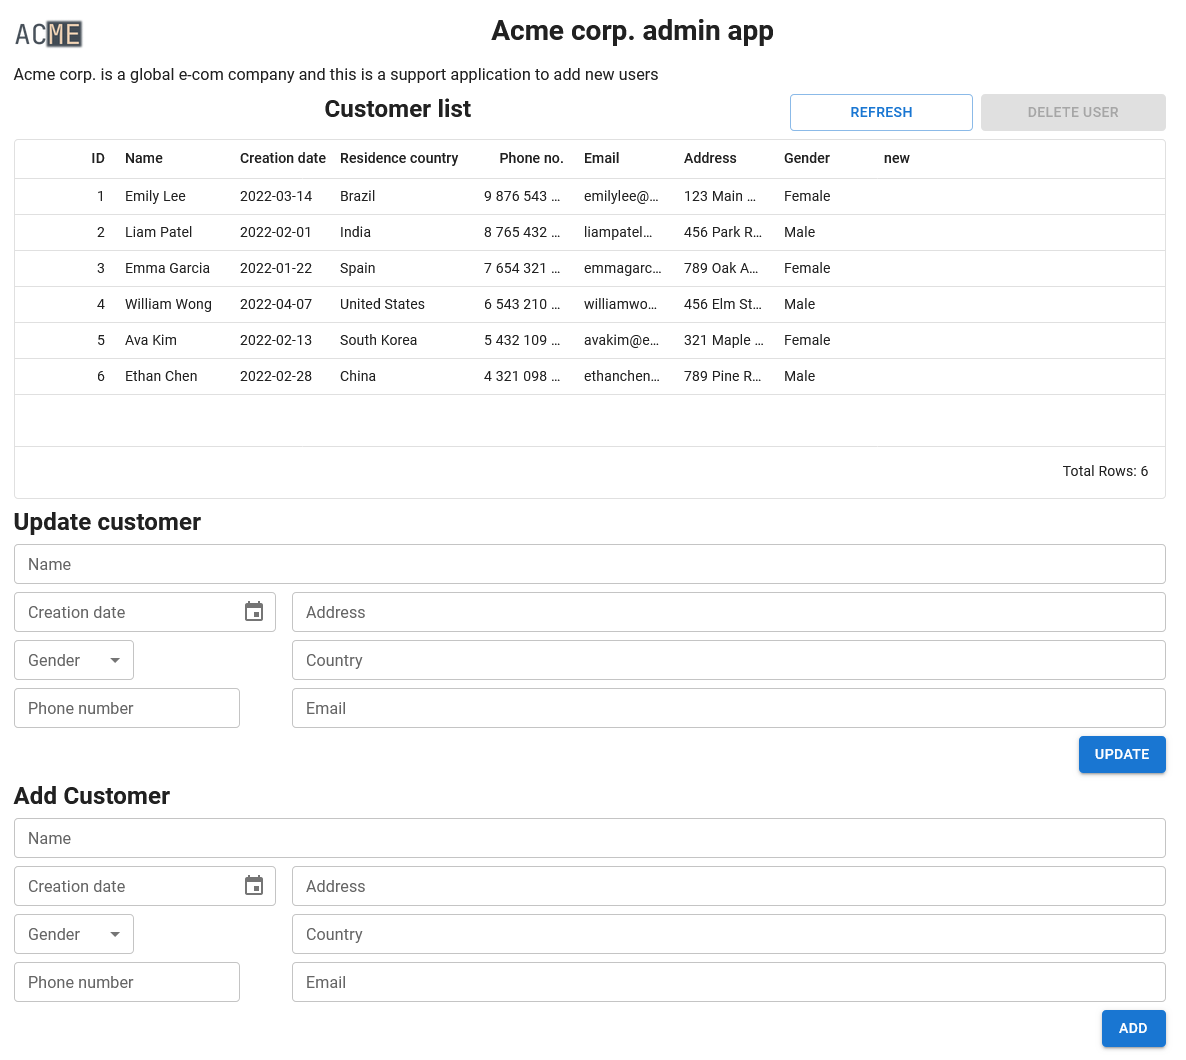 ACME
Acme corp. admin app
Acme corp. is a global e-com company and this is a support application to add new users
Customer list REFRESH DELETE USER
ID Name Creation date Residence country Phone no. Email Address Gender new
1 Emily Lee 2022-03-14 Brazil 9 876 543 … emilylee@… 123 Main … Female
2 Liam Patel 2022-02-01 India 8 765 432 … liampatel… 456 Park R… Male
3 Emma Garcia 2022-01-22 Spain 7 654 321 … emmagarc… 789 Oak A… Female
4 William Wong 2022-04-07 United States 6 543 210 … williamwo… 456 Elm St… Male
5 Ava Kim 2022-02-13 South Korea 5 432 109 … avakim@e… 321 Maple … Female
6 Ethan Chen 2022-02-28 China 4 321 098 … ethanchen… 789 Pine R… Male
Total Rows: 6
Update customer
Name
Creation date Address
Gender Country
Phone number Email
UPDATE
Add Customer
Name
Creation date Address
Gender Country
Phone number Email
ADD